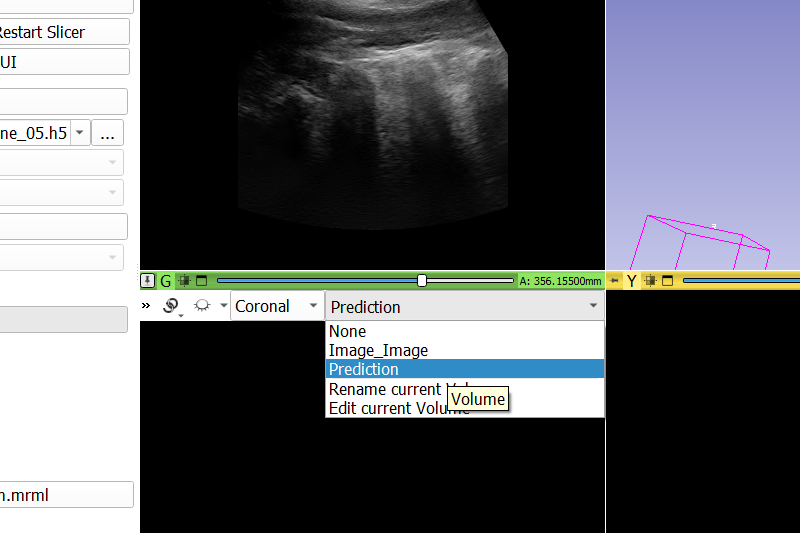 Restart Slicer
UI
ne_05.h5
...
G
A: 356.15500mm
Y
»
Coronal
Prediction
None
Image_Image
Prediction
Rename current
Edit current Volume
Volume
.mrml